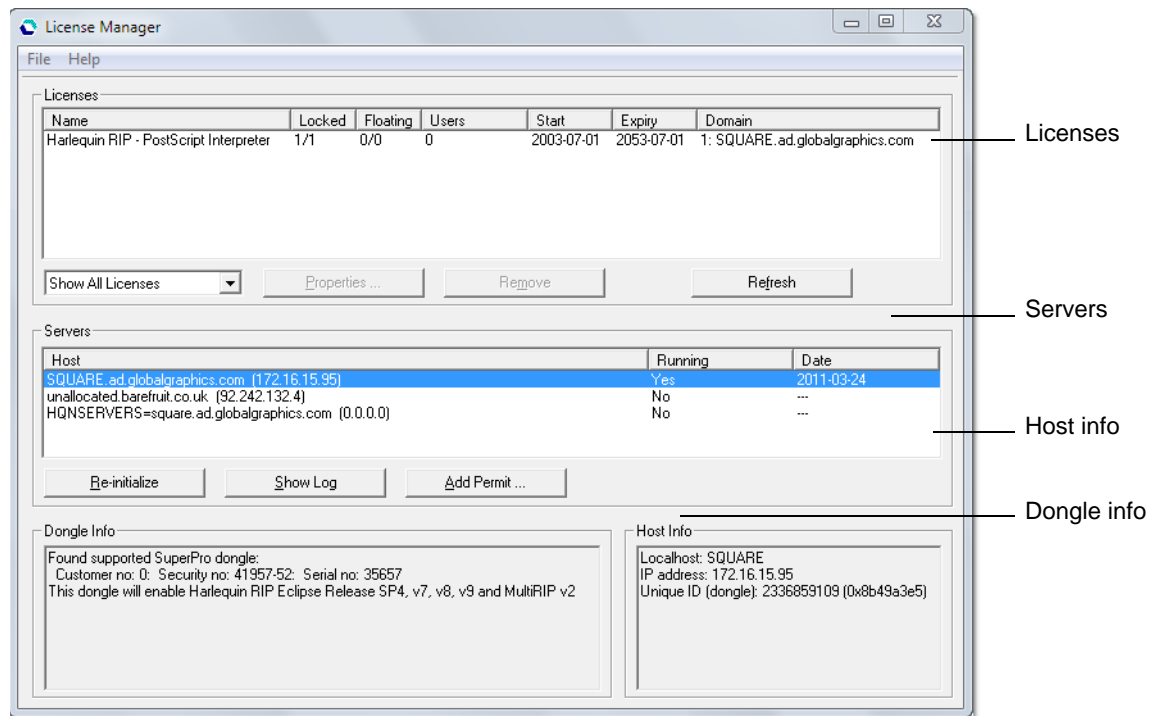 License Manager
File Help
Licenses
Name Locked Floating Users Start Expiry Domain
Harlequin RIP - PostScript Interpreter 1/1 0/0 0 2003-07-01 2053-07-01 1: SQUARE.ad.globalgraphics.com
Licenses
Show All Licenses Properties ... Remove Refresh
Servers
Servers
Host Running Date
SQUARE.ad.globalgraphics.com (172.16.15.95) Yes 2011-03-24
unallocated.barefruit.co.uk (92.242.132.4) No ---
HQNSERVERS=square.ad.globalgraphics.com (0.0.0.0) No ---
Host info
Re-initialize Show Log Add Permit ...
Dongle info
Dongle Info
Found supported SuperPro dongle:
Customer no: 0: Security no: 41957-52: Serial no: 35657
This dongle will enable Harlequin RIP Eclipse Release SP4, v7, v8, v9 and MultiRIP v2
Host Info
Localhost: SQUARE
IP address: 172.16.15.95
Unique ID (dongle): 2336859109 (0x8b49a3e5)